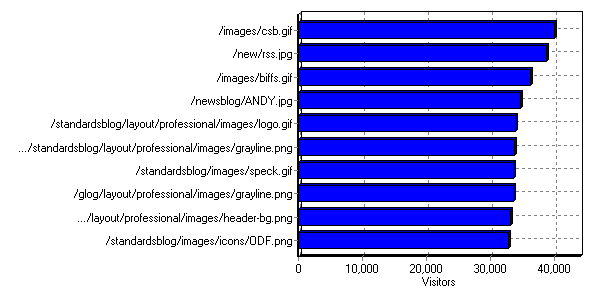 /images/csb.gif
/new/rss.jpg
/images/biffs.gif
/newsblog/ANDY.jpg
/standardsblog/layout/professional/images/logo.gif
.../standardsblog/layout/professional/images/grayline.png
/standardsblog/images/speck.gif
/glog/layout/professional/images/grayline.png
.../layout/professional/images/header-bg.png
/standardsblog/images/icons/ODF.png
0 10,000 20,000 30,000 40,000
Visitors